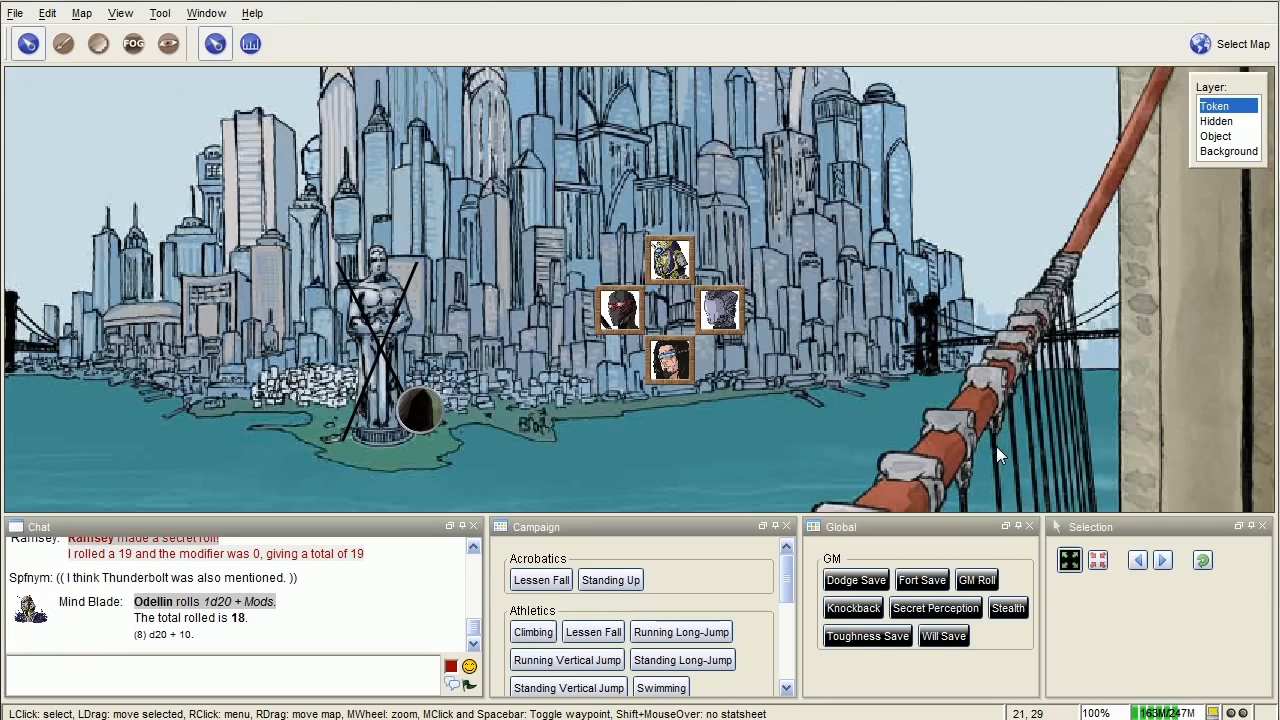 File Edit Map View Tool Window Help
FOG
Select Map
Layer:
Token
Hidden
Object
Background
Chat
Ramsey: Ramsey made a secret roll!
I rolled a 19 and the modifier was 0, giving a total of 19
Spfnym: (( I think Thunderbolt was also mentioned. ))
Mind Blade: Odellin rolls 1d20 + Mods.
The total rolled is 18.
(8) d20 + 10.
Campaign
Acrobatics
Lessen Fall Standing Up
Athletics
Climbing Lessen Fall Running Long-Jump
Running Vertical Jump Standing Long-Jump
Standing Vertical Jump Swimming
Global
GM
Dodge Save Fort Save GM Roll
Knockback Secret Perception Stealth
Toughness Save Will Save
Selection
LClick: select, LDrag: move selected, RClick: menu, RDrag: move map, MWheel: zoom, MClick and Spacebar: Toggle waypoint, Shift+MouseOver: no statsheet
21, 29 100% 163M/247M